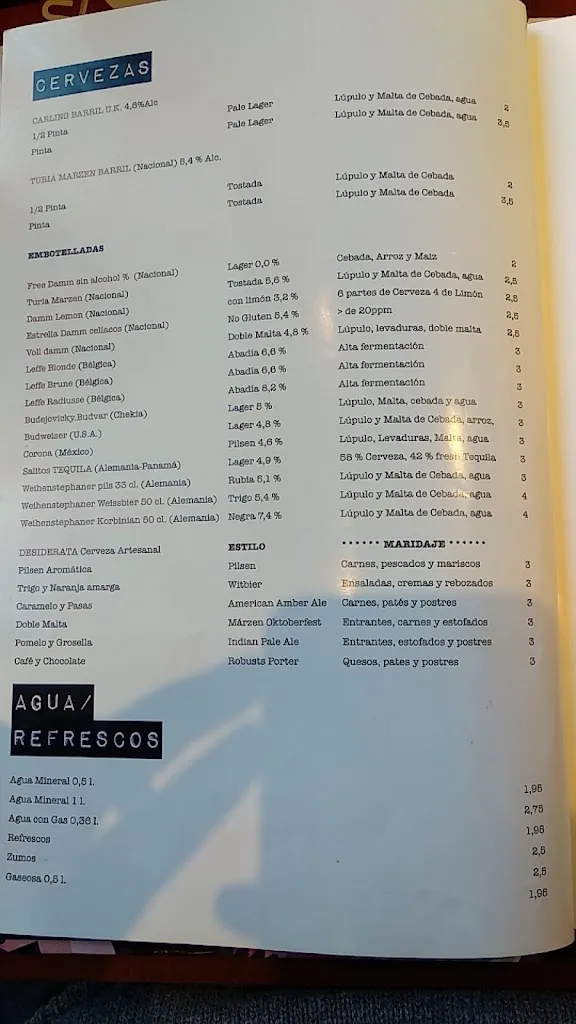 CERVEZAS
CARLING BARRIL U.K. 4,6%Alc
1/2 Pinta Pale Lager Lúpulo y Malta de Cebada, agua 2
Pinta Pale Lager Lúpulo y Malta de Cebada, agua 3,5
TURIA MARZEN BARRIL (Nacional) 5,4 % Alc.
1/2 Pinta Tostada Lúpulo y Malta de Cebada 2
Pinta Tostada Lúpulo y Malta de Cebada 3,5
EMBOTELLADAS
Free Damm sin alcohol % (Nacional) Lager 0,0 % Cebada, Arroz y Maiz 2
Turia Marzen (Nacional) Tostada 5,6 % Lúpulo y Malta de Cebada, agua 2,5
Damm Lemon (Nacional) con limón 3,2 % 6 partes de Cerveza 4 de Limón 2,5
Estrella Damm celiacos (Nacional) No Gluten 5,4 % > de 20ppm 2,5
Voll damm (Nacional) Doble Malta 4,8 % Lúpulo, levaduras, doble malta 2,5
Leffe Blonde (Bélgica) Abadía 6,6 % Alta fermentación 3
Leffe Brune (Bélgica) Abadía 6,6 % Alta fermentación 3
Leffe Radiusse (Bélgica) Abadía 8,2 % Alta fermentación 3
Budejovicky.Budvar (Chekia) Lager 5 % Lúpulo, Malta, cebada y agua 3
Budweiser (U.S.A.) Lager 4,8 % Lúpulo y Malta de Cebada, arroz, 3
Corona (México) Pilsen 4,6 % Lúpulo, Levaduras, Malta, agua 3
Salitos TEQUILA (Alemania-Panamá) Lager 4,9 % 58 % Cerveza, 42 % fresh Tequila 3
Weihenstephaner pils 33 cl. (Alemania) Rubia 5,1 % Lúpulo y Malta de Cebada, agua 3
Weihenstephaner Weissbier 50 cl. (Alemania) Trigo 5,4 % Lúpulo y Malta de Cebada, agua 4
Weihenstephaner Korbinian 50 cl. (Alemania) Negra 7,4 % Lúpulo y Malta de Cebada, agua 4
DESIDERATA Cerveza Artesanal ESTILO •••••• MARIDAJE ••••••
Pilsen Aromática Pilsen Carnes, pescados y mariscos 3
Trigo y Naranja amarga Witbier Ensaladas, cremas y rebozados 3
Caramelo y Pasas American Amber Ale Carnes, patés y postres 3
Doble Malta Márzen Oktoberfest Entrantes, carnes y estofados 3
Pomelo y Grosella Indian Pale Ale Entrantes, estofados y postres 3
Café y Chocolate Robusts Porter Quesos, pates y postres 3
AGUA/
REFRESCOS
Agua Mineral 0,5 l. 1,95
Agua Mineral 1 l. 2,75
Agua con Gas 0,36 l. 1,95
Refrescos 2,5
Zumos 2,5
Gaseosa 0,5 l. 1,95